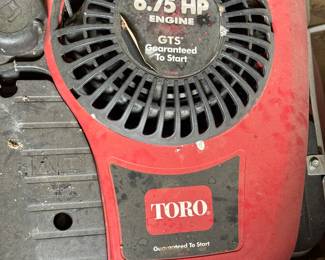 6.75 HP
ENGINE
GTS
Guaranteed
To Start
TORO
Guaranteed To Start